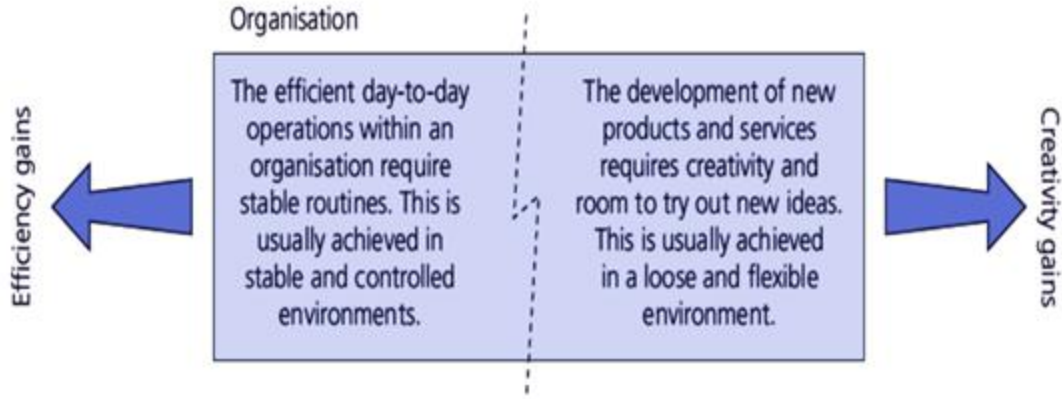 Organisation
Efficiency gains
The efficient day-to-day
operations within an
organisation require
stable routines. This is
usually achieved in
stable and controlled
environments.
The development of new
products and services
requires creativity and
room to try out new ideas.
This is usually achieved
in a loose and flexible
environment.
Creativity gains